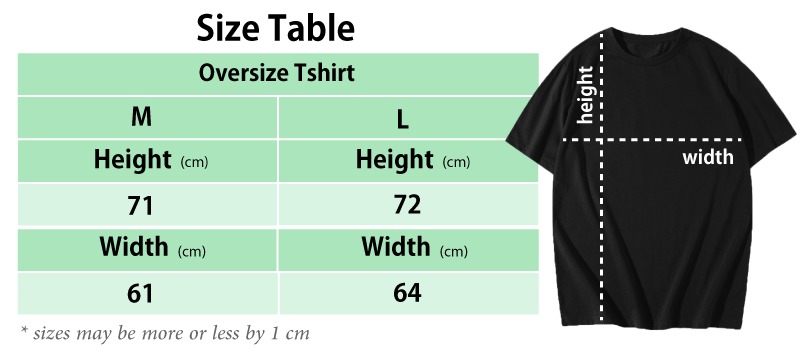 Size Table
Oversize Tshirt
M L
Height (cm) Height (cm)
71 72
Width (cm) Width (cm)
61 64
* sizes may be more or less by 1 cm
height
width